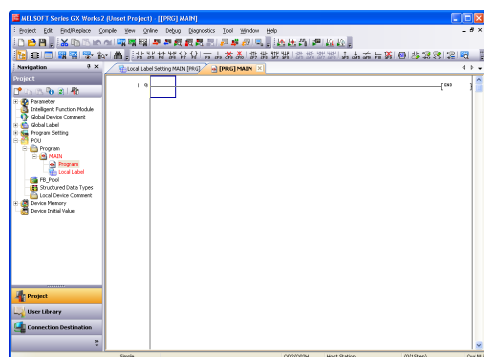 MELSOFT Series GX Works2 (Unset Project) - [[PRG] MAIN]
Project Edit Find/Replace Compile View Online Debug Diagnostics Tool Window Help
Navigation
Local Label Setting MAIN [PRG]
[PRG] MAIN
Project
( 0)
[END ]
Parameter
Intelligent Function Module
Global Device Comment
Global Label
Program Setting
POU
Program
MAIN
Program
Local Label
FB_Pool
Structured Data Types
Local Device Comment
Device Memory
Device Initial Value
Project
User Library
Connection Destination
Simple
Q02/Q02H
Host Station